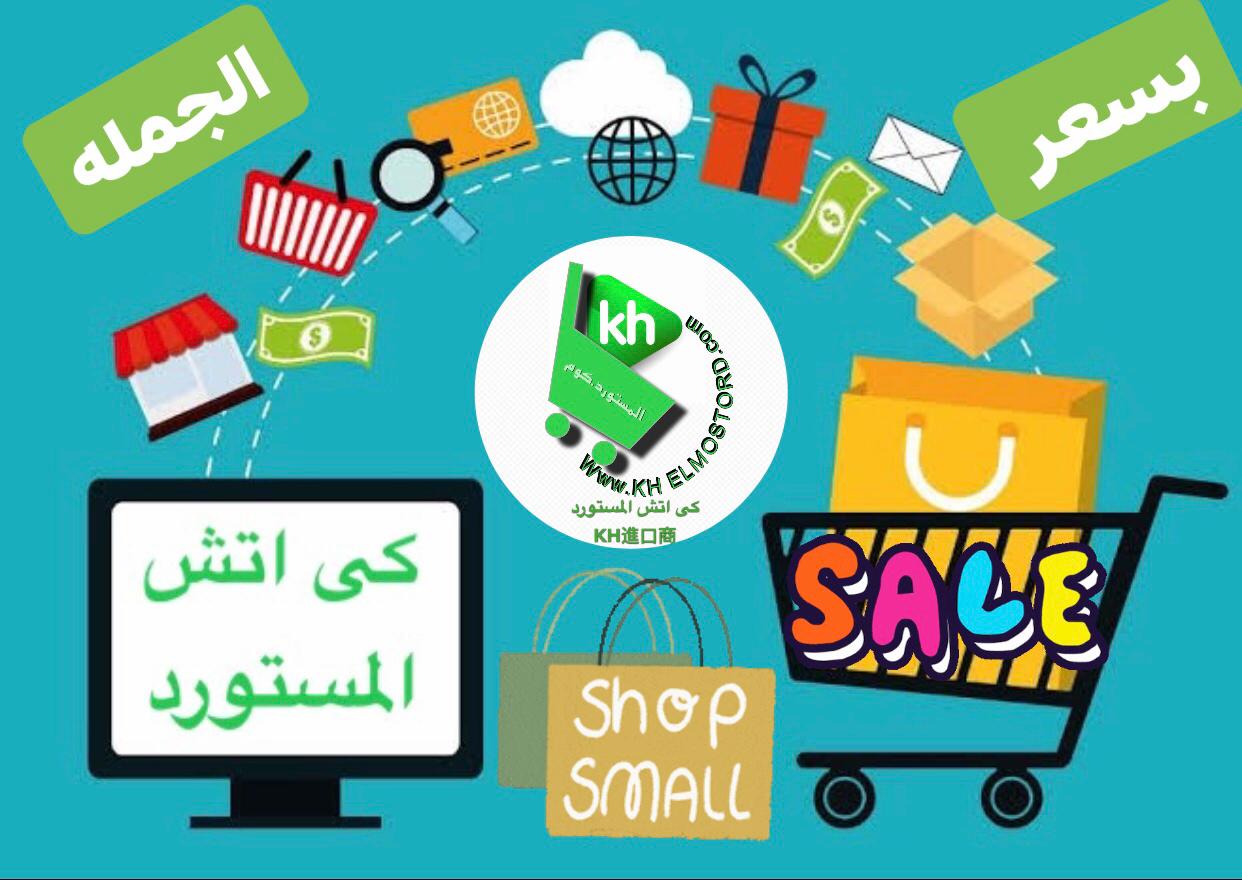 بسعر
الجمله
kh
المستورد.كوم
www.KH ELMOSTORD.com
كى اتش المستورد
KH進口商
كى اتش
المستورد
SALE
Shop
SMALL